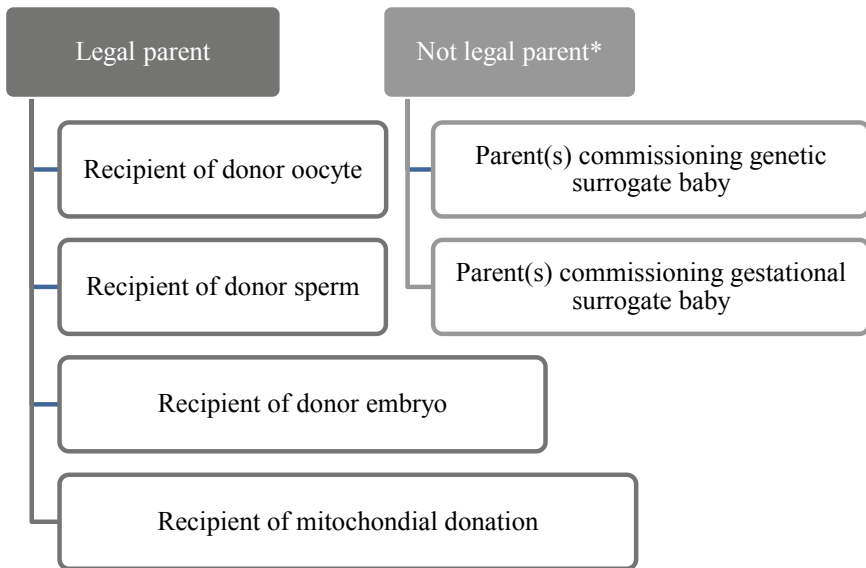 Legal parent
Recipient of donor oocyte
Recipient of donor sperm
Recipient of donor embryo
Recipient of mitochondial donation
Not legal parent*
Parent(s) commissioning genetic
surrogate baby
Parent(s) commissioning gestational
surrogate baby